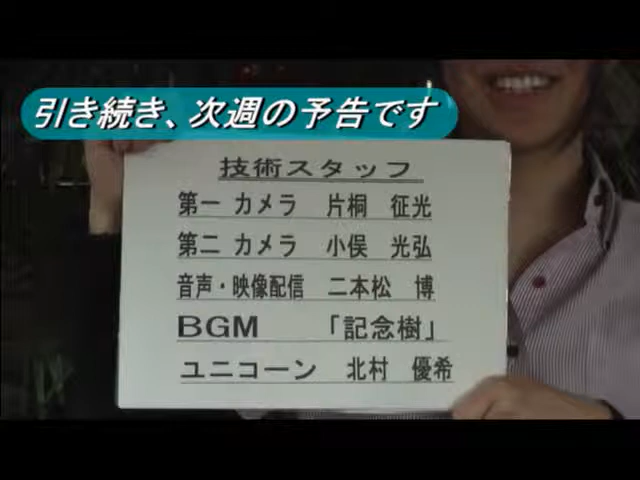 引き続き、次週の予告です
技術スタッフ
第一 カメラ 片桐 征光
第二 カメラ 小俣 光弘
音声・映像配信 二本松 博
BGM 「記念樹」
ユニコーン 北村 優希